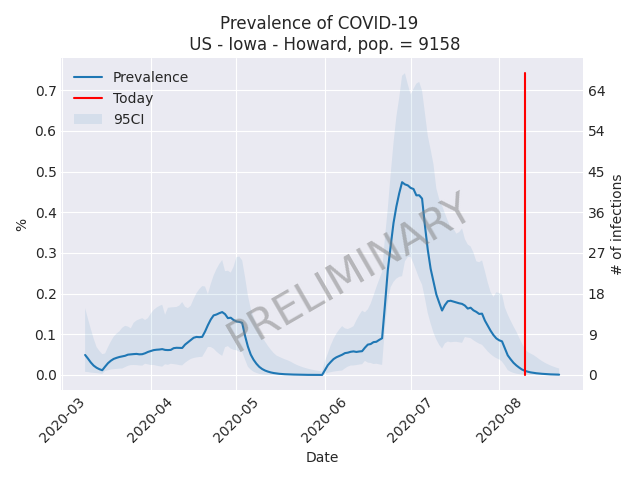 Prevalence of COVID-19
US - Iowa - Howard, pop. = 9158
Prevalence
Today
95CI
0.7
0.6
0.5
0.4
0.3
0.2
0.1
0.0
%
64
54
45
36
27
18
9
0
# of infections
PRELIMINARY
2020-03
2020-04
2020-05
2020-06
2020-07
2020-08
Date